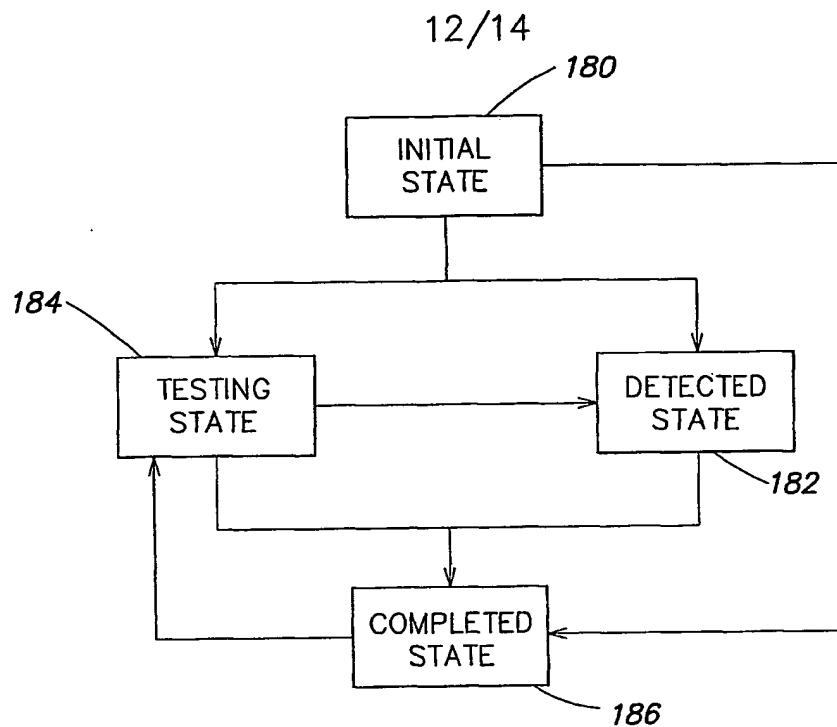 12/14
180
INITIAL
STATE
184
TESTING
STATE
DETECTED
STATE
182
COMPLETED
STATE
186